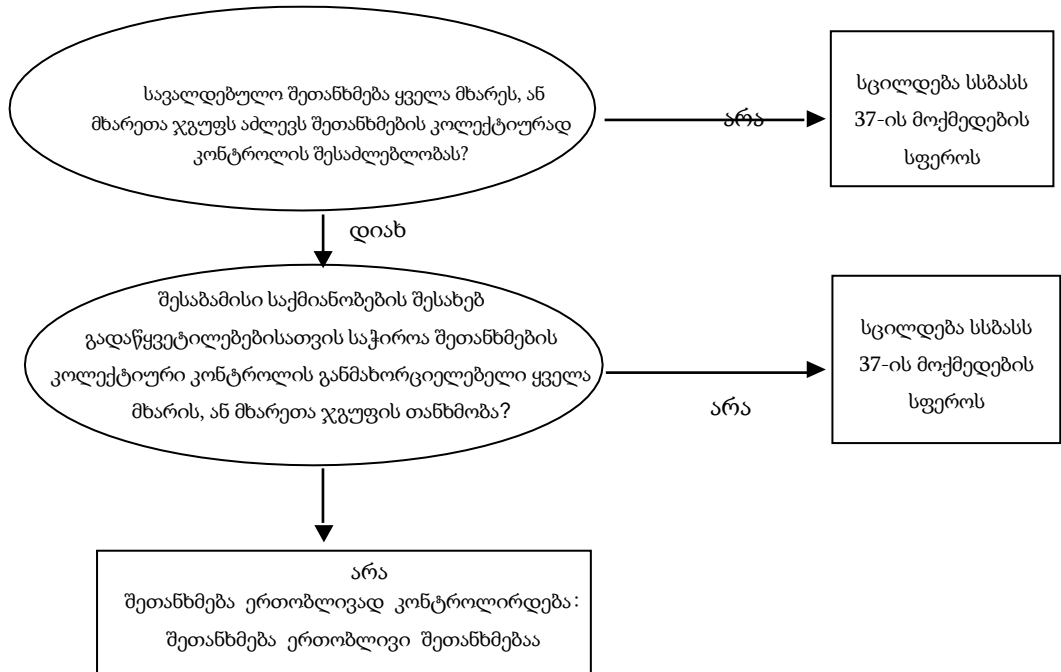 სავალდებულო შეთანხმება ყველა მხარეს, ან
მხარეთა ჯგუფს აძლევს შეთანხმების კოლექტიურად
კონტროლის შესაძლებლობას?
არა
სცილდება სსბასს
37-ის მოქმედების
სფეროს
დიახ
შესაბამისი საქმიანობების შესახებ
გადაწყვეტილებებისათვის საჭიროა შეთანხმების
კოლექტიური კონტროლის განმახორციელებელი ყველა
მხარის, ან მხარეთა ჯგუფის თანხმობა?
არა
სცილდება სსბასს
37-ის მოქმედების
სფეროს
არა
შეთანხმება ერთობლივად კონტროლირდება:
შეთანხმება ერთობლივი შეთანხმებაა